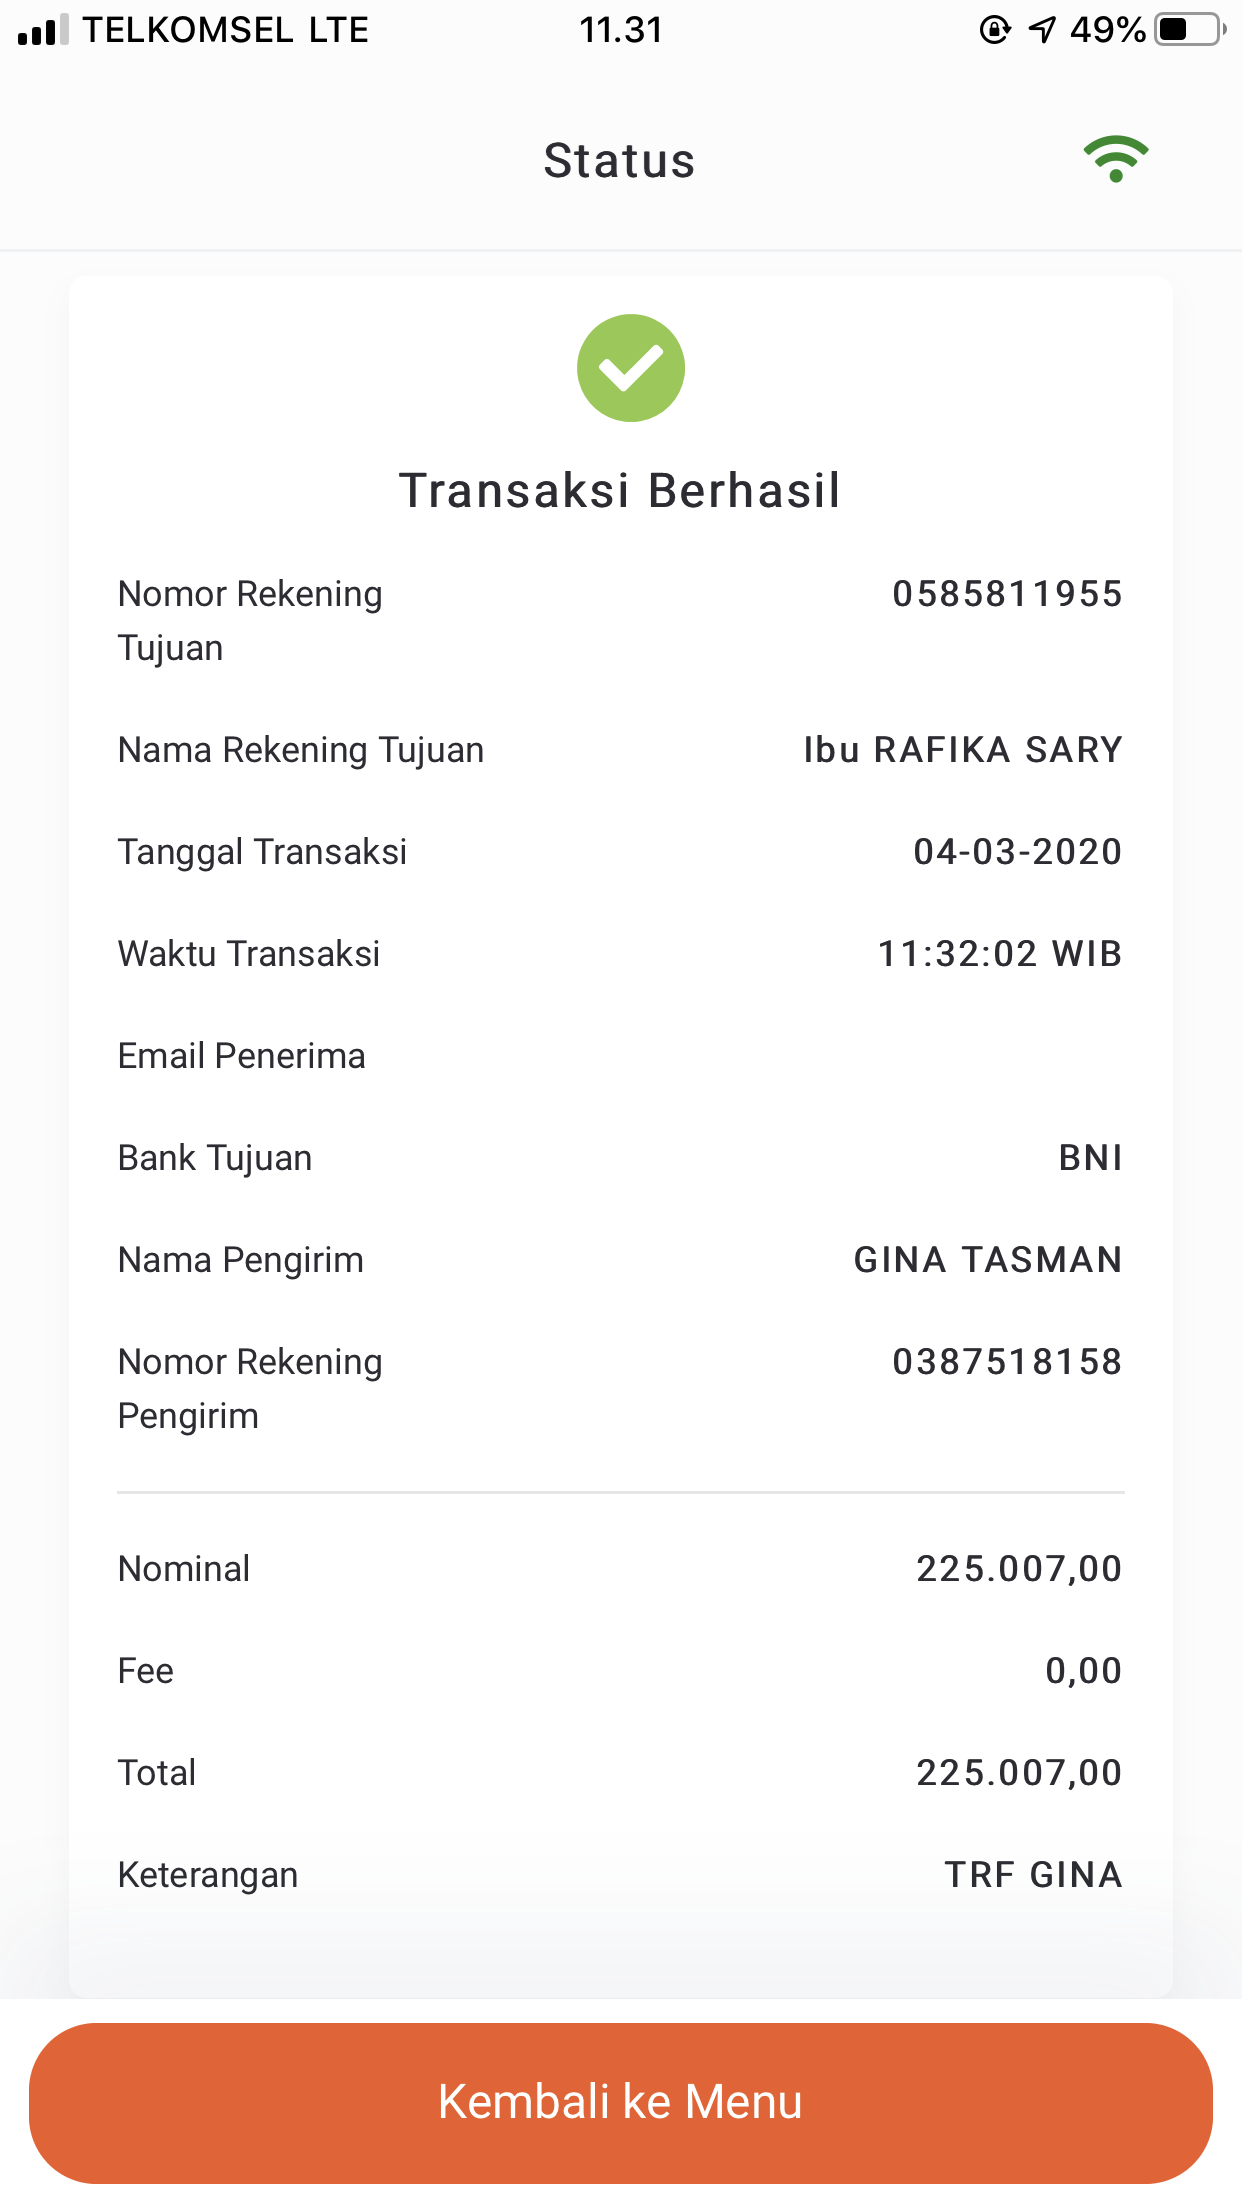 TELKOMSEL LTE 11.31 49%
Status
Transaksi Berhasil
Nomor Rekening Tujuan 0585811955
Nama Rekening Tujuan Ibu RAFIKA SARY
Tanggal Transaksi 04-03-2020
Waktu Transaksi 11:32:02 WIB
Email Penerima
Bank Tujuan BNI
Nama Pengirim GINA TASMAN
Nomor Rekening Pengirim 0387518158
Nominal 225.007,00
Fee 0,00
Total 225.007,00
Keterangan TRF GINA
Kembali ke Menu